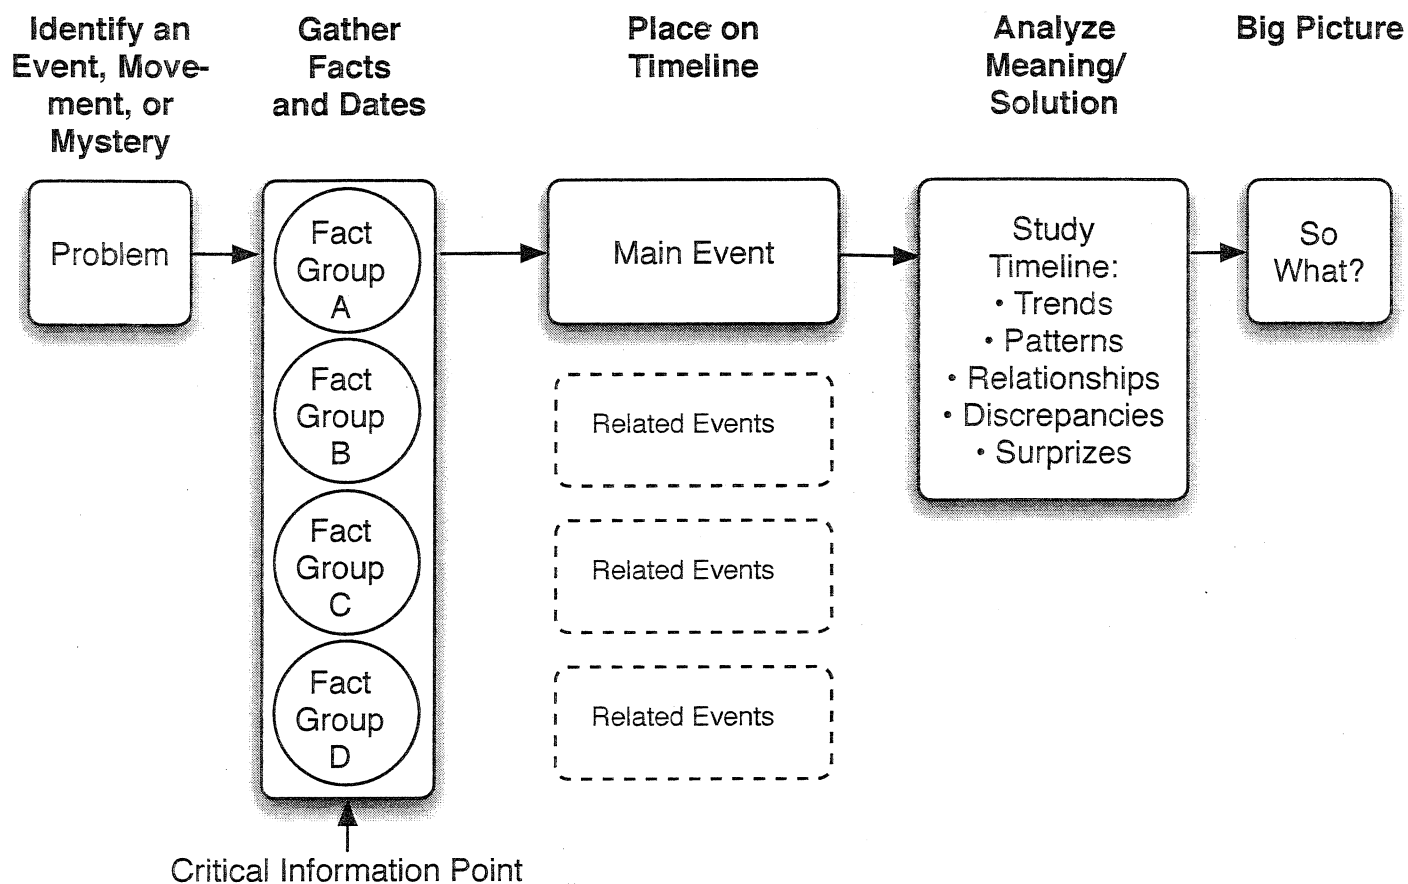 Identify an
Event, Move-
ment, or
Mystery
Gather
Facts
and Dates
Place on
Timeline
Analyze
Meaning/
Solution
Big Picture
Problem
Fact
Group
A
Fact
Group
B
Fact
Group
C
Fact
Group
D
Main Event
Related Events
Related Events
Related Events
Study
Timeline:
• Trends
• Patterns
• Relationships
• Discrepancies
• Surprizes
So
What?
Critical Information Point